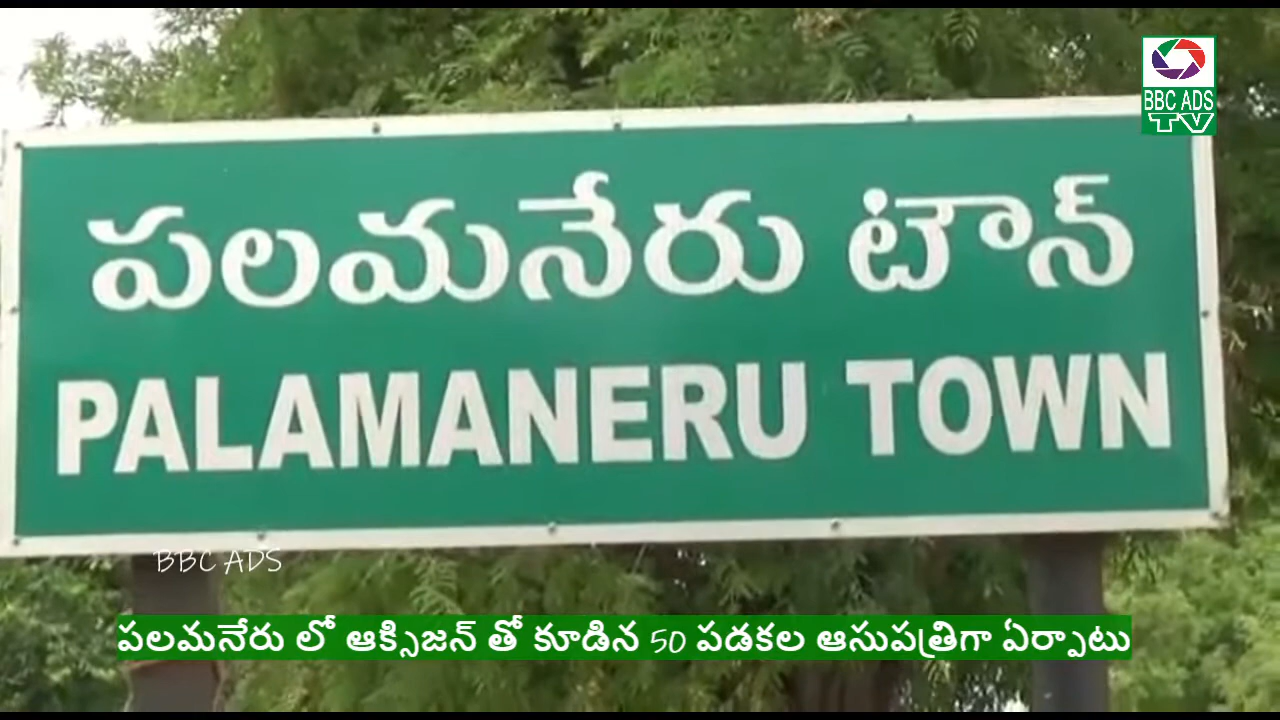 BBC ADS
TV
పలమనేరు టౌన్
PALAMANERU TOWN
BBC ADS
పలమనేరు లో ఆక్సిజన్ తో కూడిన 50 పడకల ఆసుపత్రిగా ఏర్పాటు